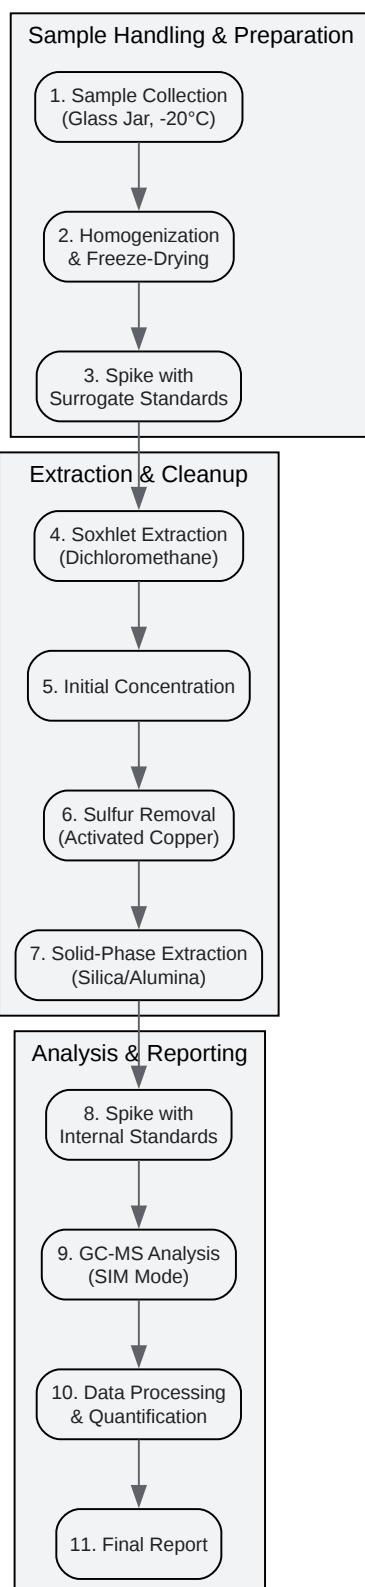 Sample Handling & Preparation
1. Sample Collection
(Glass Jar, -20°C)
2. Homogenization
& Freeze-Drying
3. Spike with
Surrogate Standards
Extraction & Cleanup
4. Soxhlet Extraction
(Dichloromethane)
5. Initial Concentration
6. Sulfur Removal
(Activated Copper)
7. Solid-Phase Extraction
(Silica/Alumina)
Analysis & Reporting
8. Spike with
Internal Standards
9. GC-MS Analysis
(SIM Mode)
10. Data Processing
& Quantification
11. Final Report